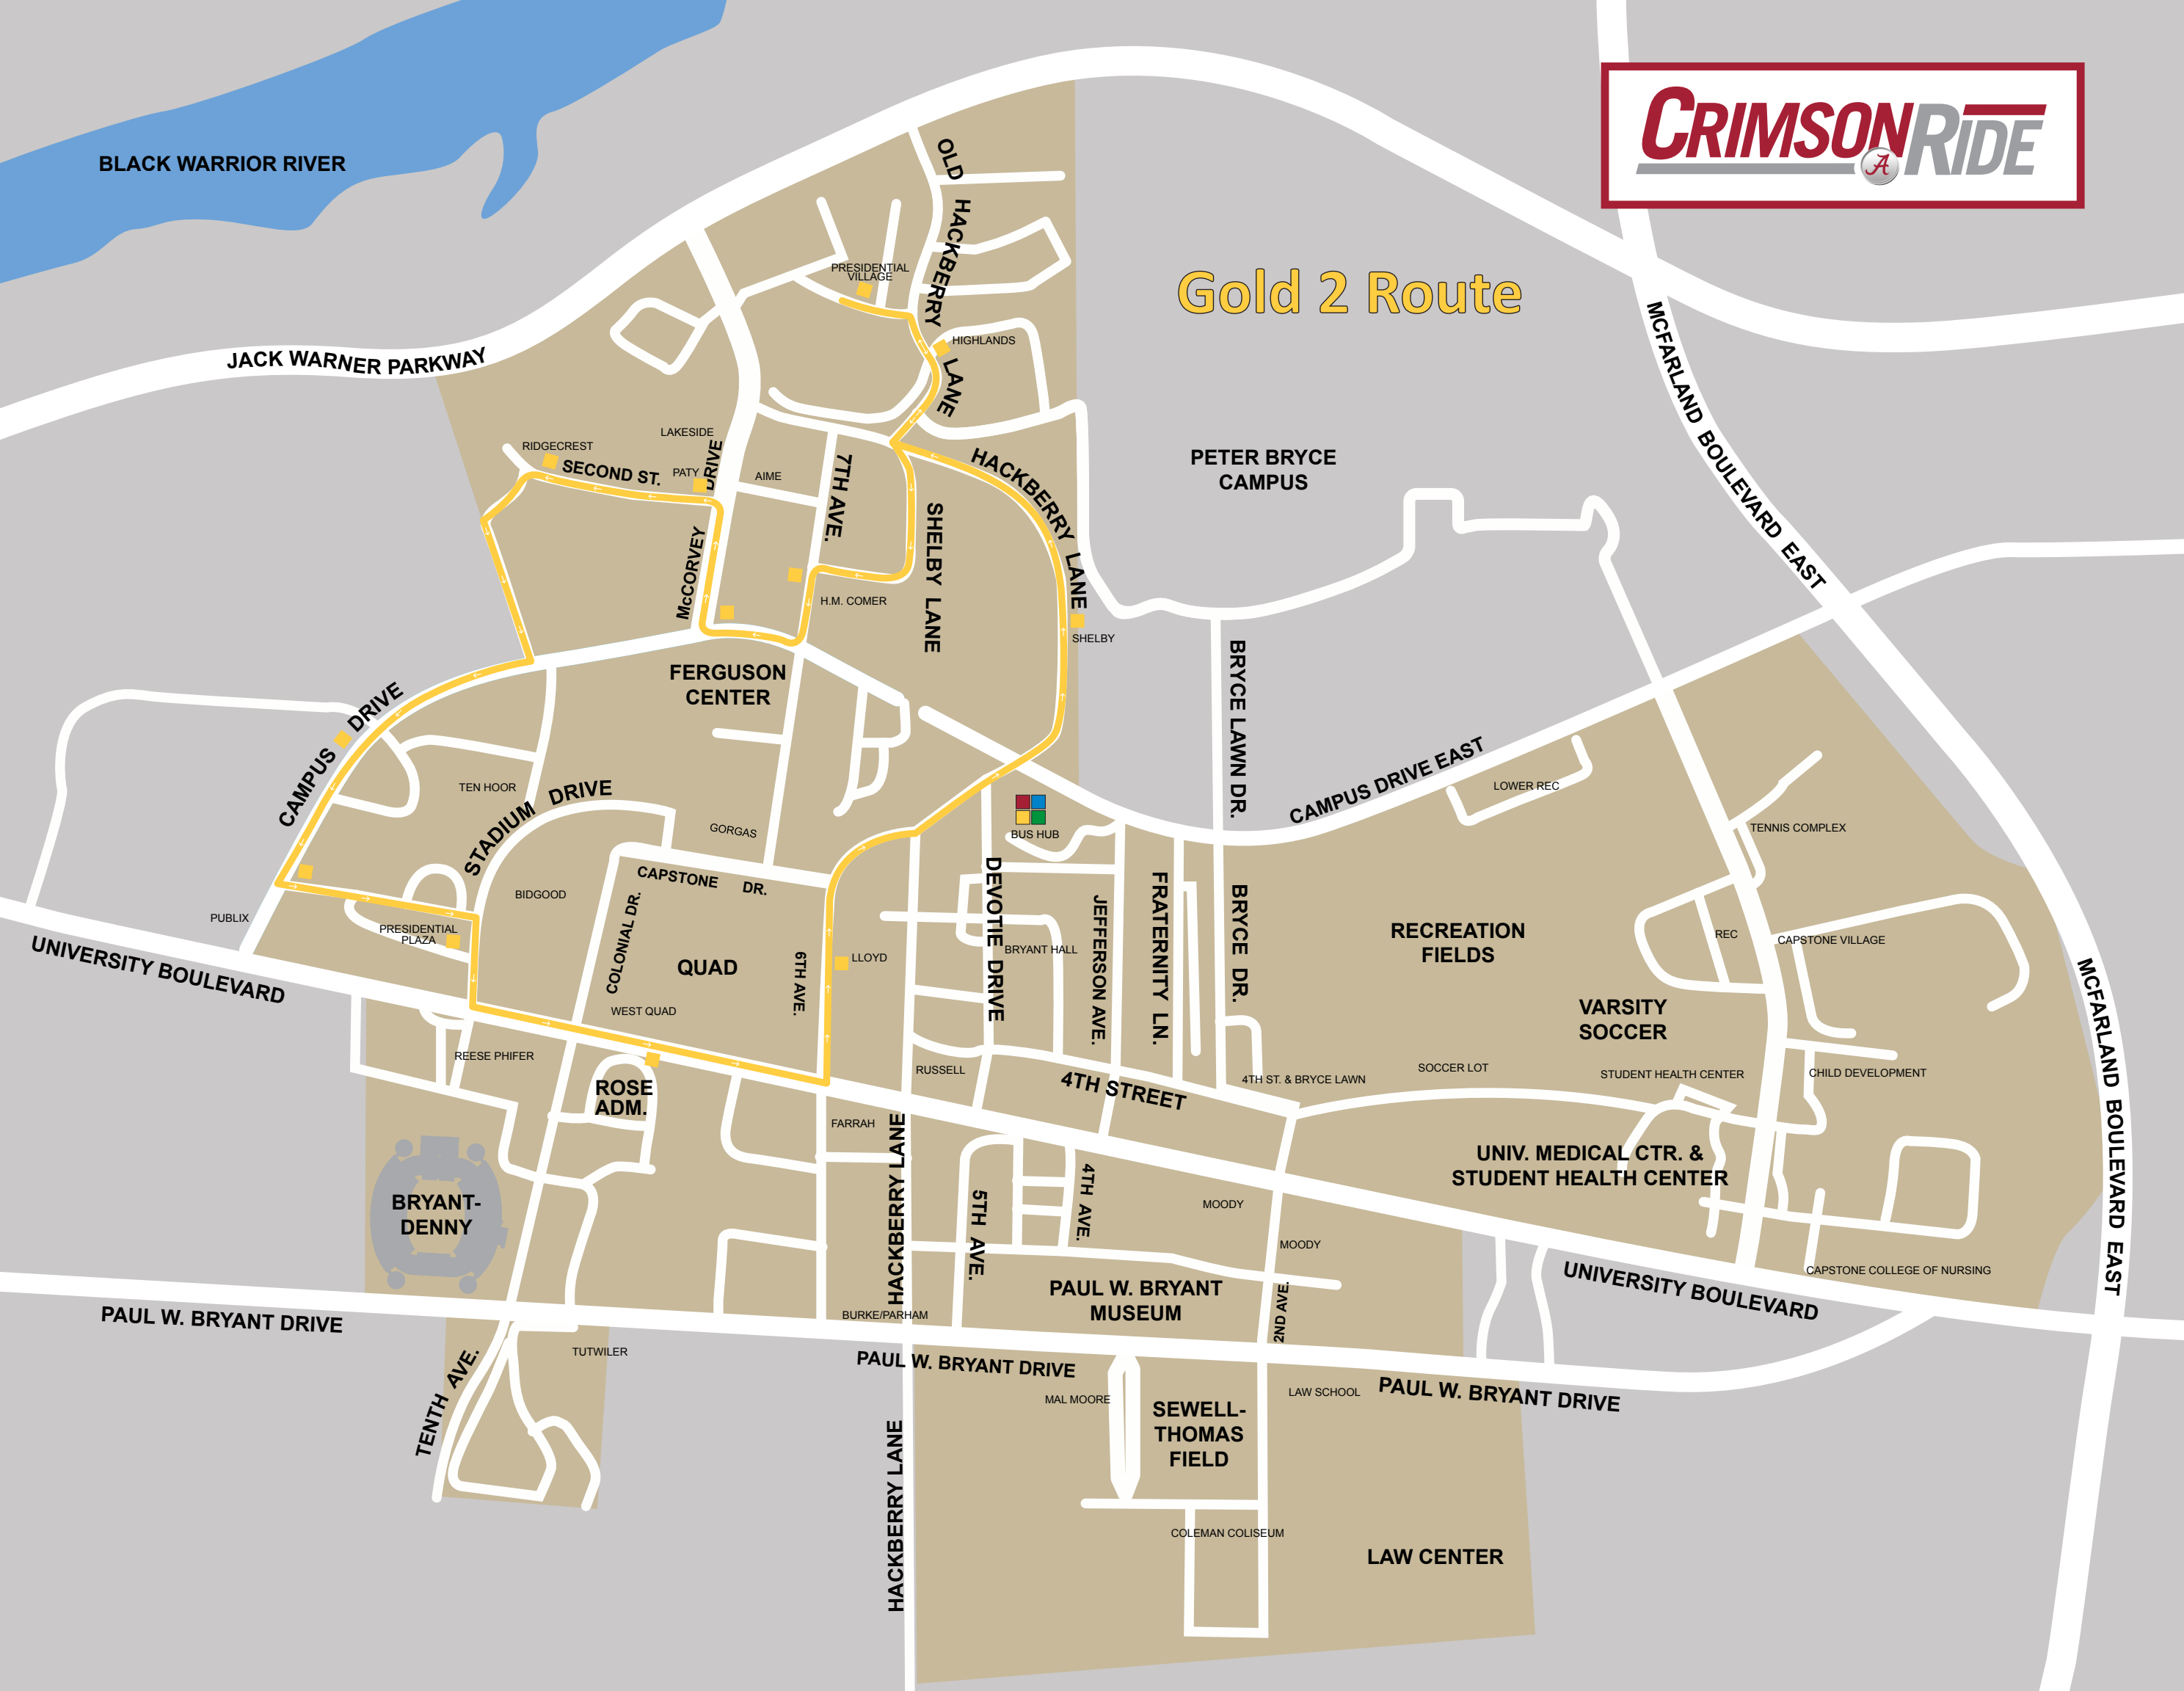 CRIMSONRIDE
A
BLACK WARRIOR RIVER
OLD HACKBERRY LANE
PRESIDENTIAL
VILLAGE
Gold 2 Route
HIGHLANDS
JACK WARNER PARKWAY
MCFARLAND BOULEVARD EAST
LAKESIDE
RIDGECREST
SECOND ST.
PATY
McCORVEY DRIVE
AIME
7TH AVE.
HACKBERRY LANE
PETER BRYCE
CAMPUS
SHELBY LANE
H.M. COMER
SHELBY
FERGUSON
CENTER
BRYCE LAWN DR.
CAMPUS DRIVE
CAMPUS DRIVE EAST
TEN HOOR
STADIUM DRIVE
LOWER REC
GORGAS
BUS HUB
TENNIS COMPLEX
CAPSTONE DR.
BIDGOOD
COLONIAL DR.
PUBLIX
PRESIDENTIAL
PLAZA
DEVOTIE DRIVE
JEFFERSON AVE.
FRATERNITY LN.
BRYCE DR.
RECREATION
FIELDS
REC
CAPSTONE VILLAGE
UNIVERSITY BOULEVARD
QUAD
6TH AVE.
LLOYD
BRYANT HALL
WEST QUAD
VARSITY
SOCCER
MCFARLAND BOULEVARD EAST
REESE PHIFER
ROSE
ADM.
RUSSELL
4TH STREET
4TH ST. & BRYCE LAWN
SOCCER LOT
STUDENT HEALTH CENTER
CHILD DEVELOPMENT
FARRAH
HACKBERRY LANE
UNIV. MEDICAL CTR. &
STUDENT HEALTH CENTER
BRYANT-
DENNY
5TH AVE.
4TH AVE.
MOODY
MOODY
CAPSTONE COLLEGE OF NURSING
UNIVERSITY BOULEVARD
PAUL W. BRYANT
MUSEUM
2ND AVE.
PAUL W. BRYANT DRIVE
BURKE/PARHAM
TUTWILER
TENTH AVE.
PAUL W. BRYANT DRIVE
MAL MOORE
LAW SCHOOL
PAUL W. BRYANT DRIVE
SEWELL-
THOMAS
FIELD
HACKBERRY LANE
COLEMAN COLISEUM
LAW CENTER